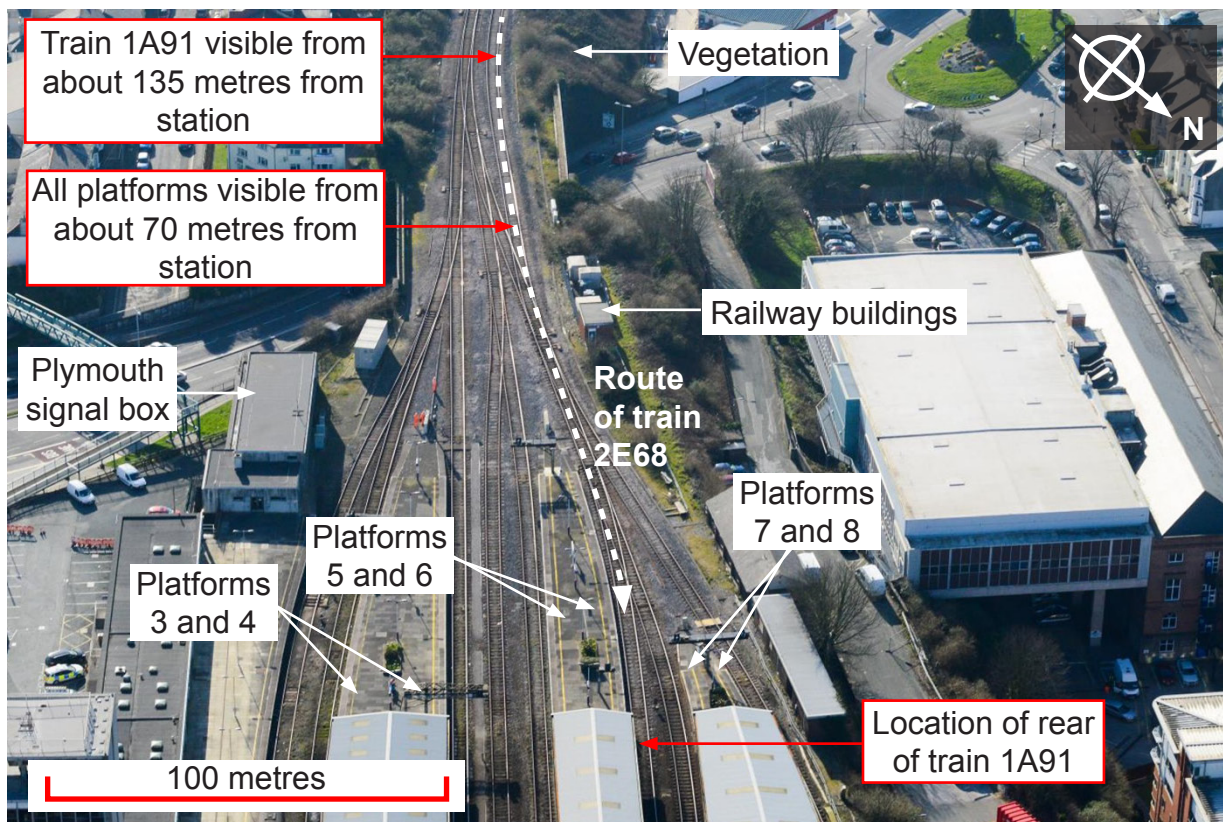 Train 1A91 visible from
about 135 metres from
station
Vegetation
N
All platforms visible from
about 70 metres from
station
Railway buildings
Plymouth
signal box
Route
of train
2E68
Platforms
7 and 8
Platforms
5 and 6
Platforms
3 and 4
Location of rear
of train 1A91
100 metres